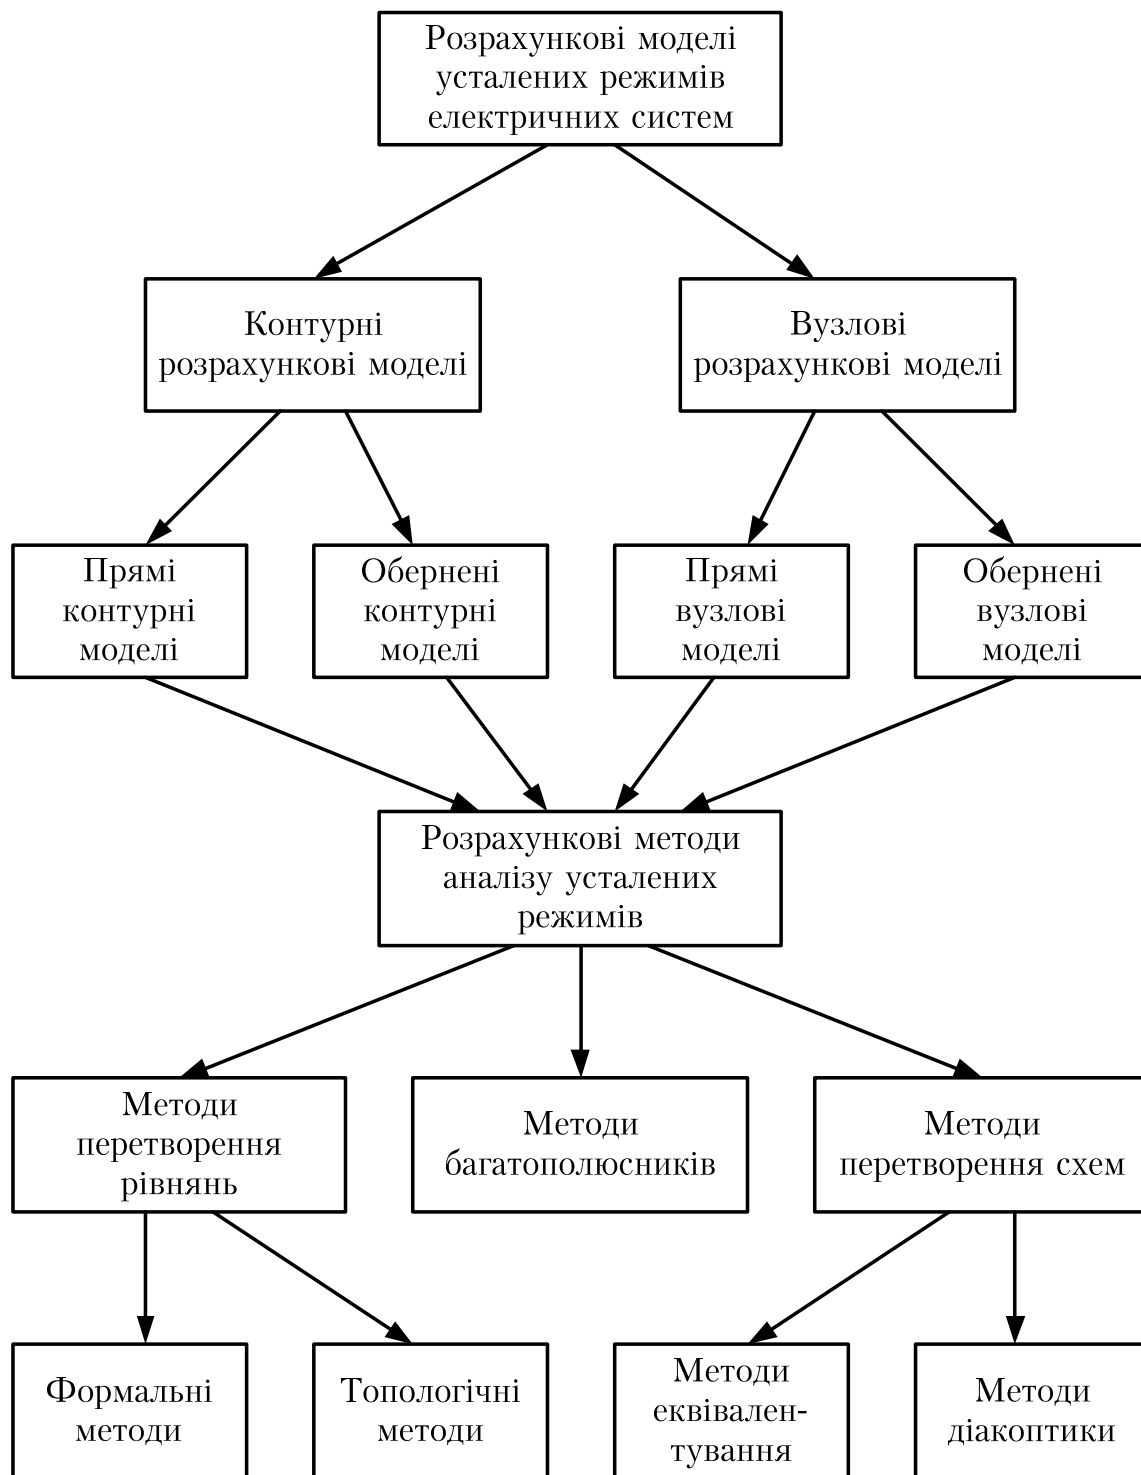 Розрахункові моделі
усталених режимів
електричних систем
Контурні
розрахункові моделі
Вузлові
розрахункові моделі
Прямі
контурні
моделі
Обернені
контурні
моделі
Прямі
вузлові
моделі
Обернені
вузлові
моделі
Розрахункові методи
аналізу усталених
режимів
Методи
перетворення
рівнянь
Методи
багатополюсників
Методи
перетворення схем
Формальні
методи
Топологічні
методи
Методи
еквівален-
тування
Методи
діакоптики